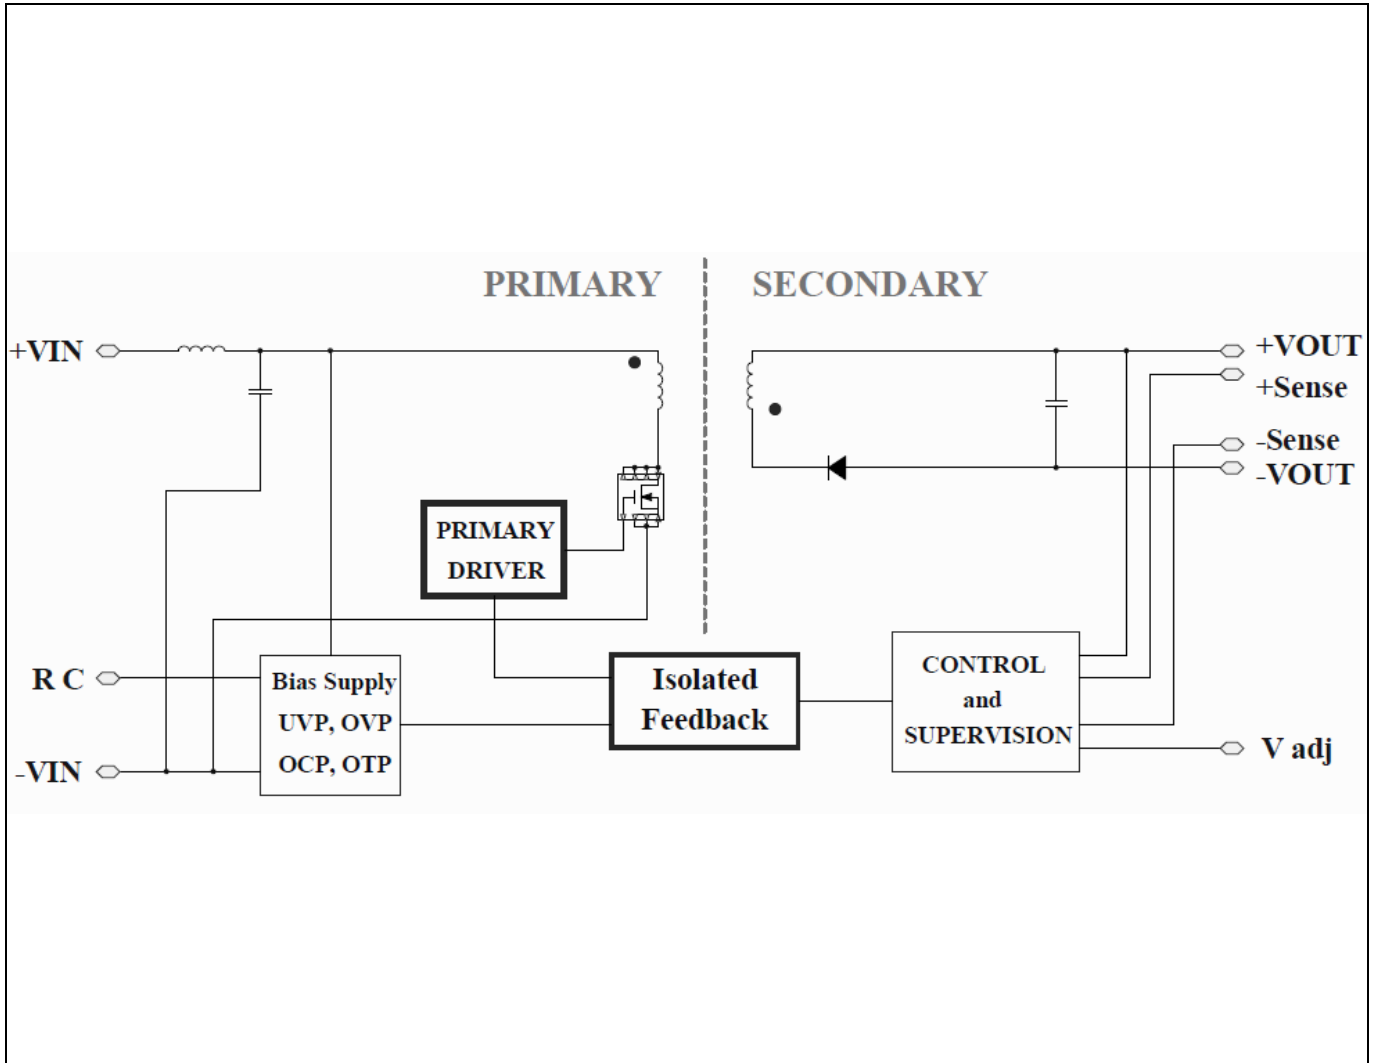 PRIMARY
SECONDARY
+VIN
+VOUT
+Sense
-Sense
-VOUT
PRIMARY
DRIVER
R C
Bias Supply
UVP, OVP
OCP, OTP
-VIN
Isolated
Feedback
CONTROL
and
SUPERVISION
V adj